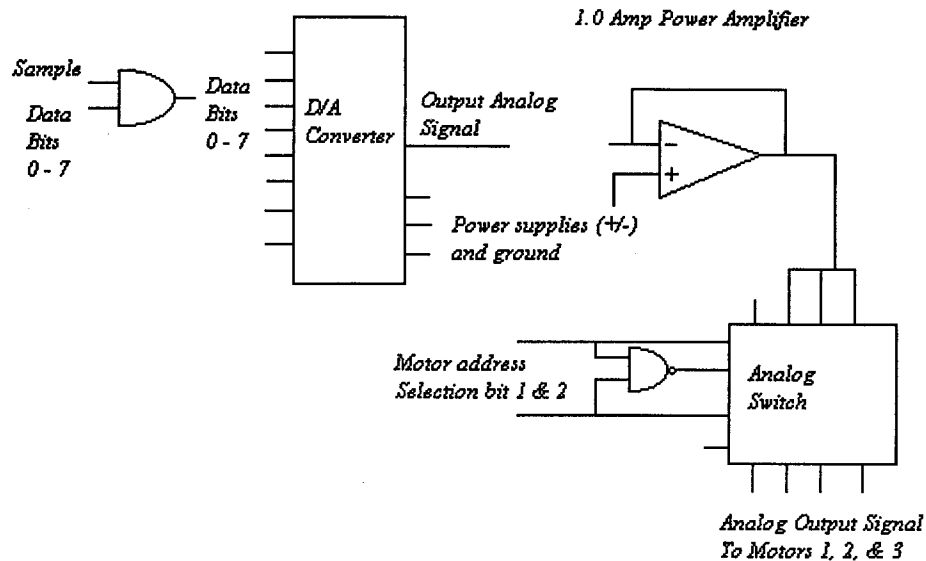 1.0 Amp Power Amplifier
Sample
Data
Bits
0 - 7
Data
Bits
0 - 7
D/A
Converter
Output Analog
Signal
-
+
Power supplies (+/-)
and ground
Motor address
Selection bit 1 & 2
Analog
Switch
Analog Output Signal
To Motors 1, 2, & 3